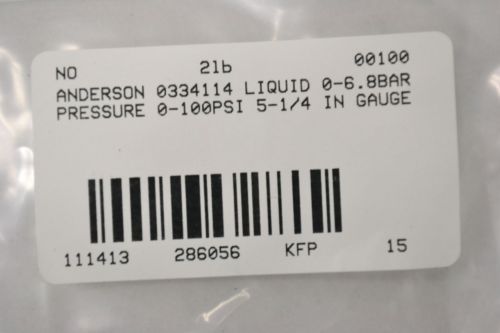 NO 2lb 00100
ANDERSON 0334114 LIQUID 0-6.8BAR
PRESSURE 0-100PSI 5-1/4 IN GAUGE
111413 286056 KFP 15